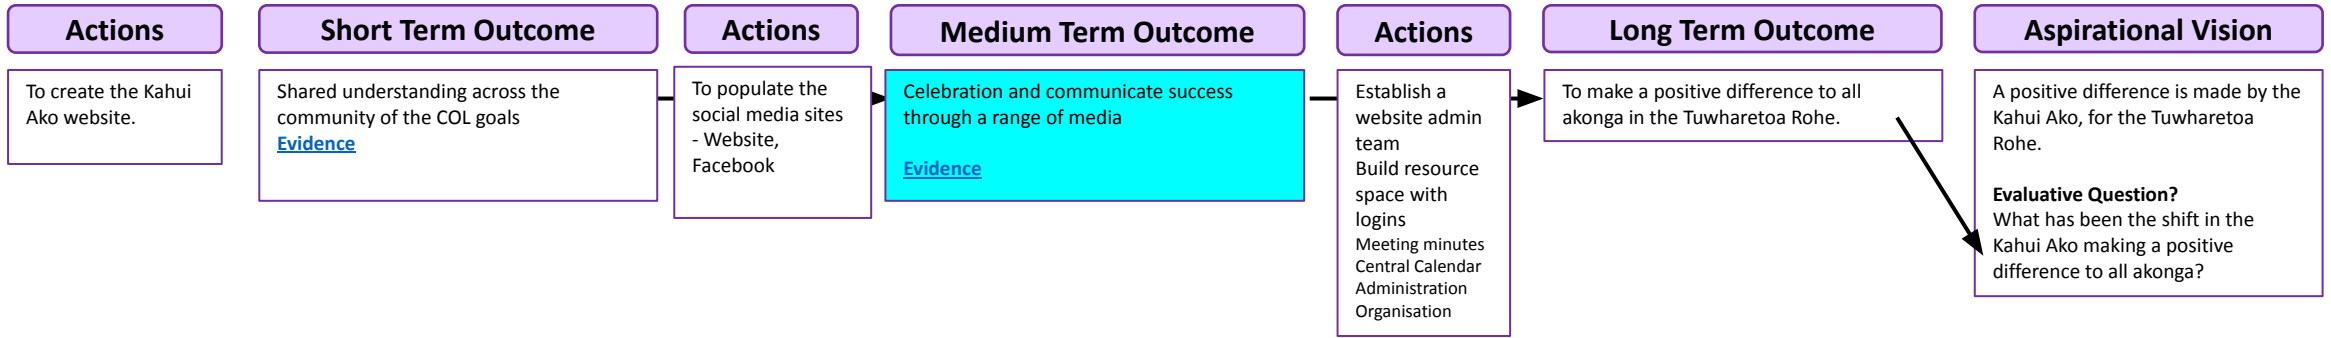 Actions
To create the Kahui
Ako website.
Short Term Outcome
Shared understanding across the
community of the COL goals
Evidence
Actions
To populate the
social media sites
- Website,
Facebook
Medium Term Outcome
Celebration and communicate success
through a range of media
Evidence
Actions
Establish a
website admin
team
Build resource
space with
logins
Meeting minutes
Central Calendar
Administration
Organisation
Long Term Outcome
To make a positive difference to all
akonga in the Tuwharetoa Rohe.
Aspirational Vision
A positive difference is made by the
Kahui Ako, for the Tuwharetoa
Rohe.
Evaluative Question?
What has been the shift in the
Kahui Ako making a positive
difference to all akonga?